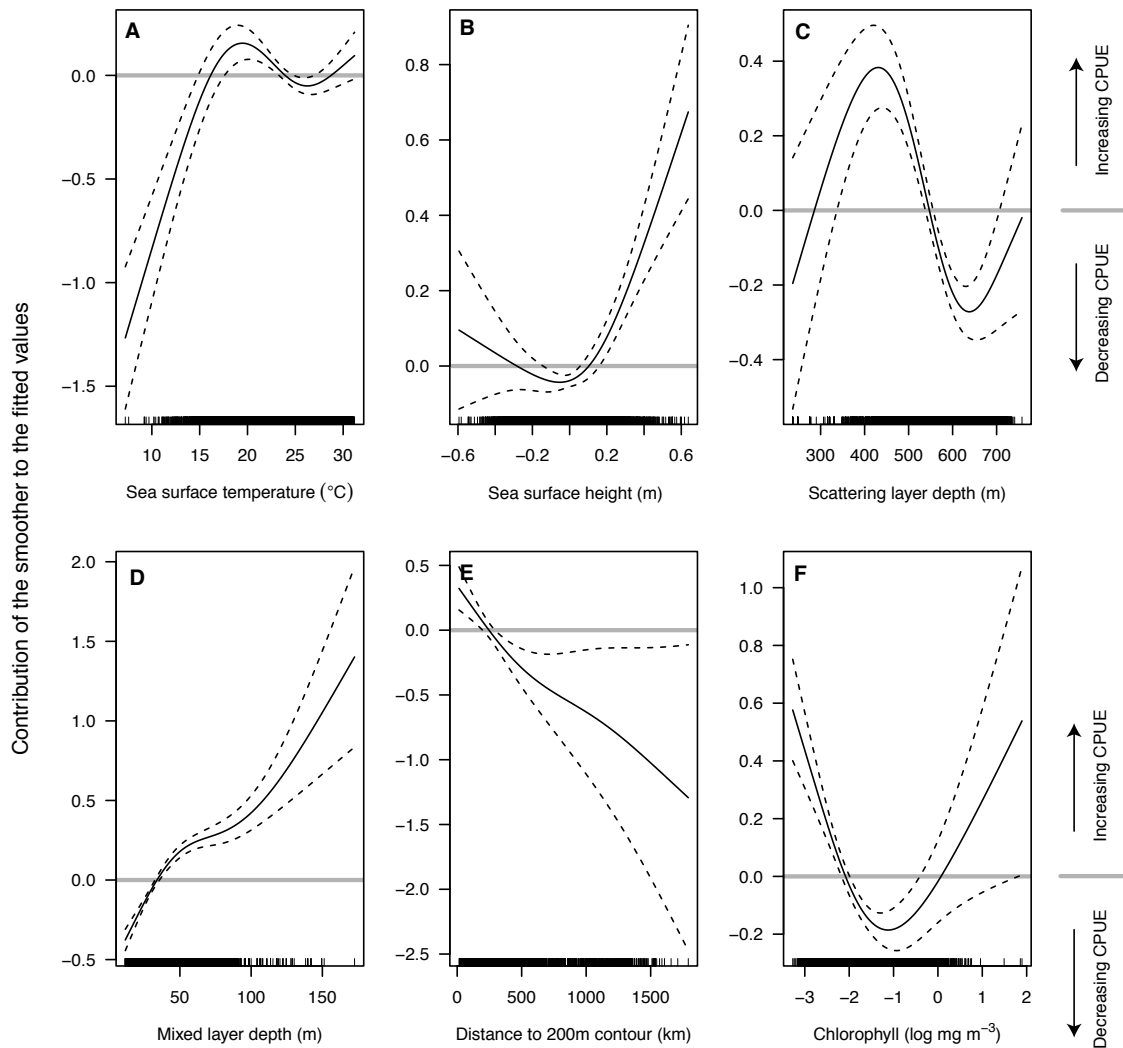 Contribution of the smoother to the fitted values
A
0.0
−0.5
−1.0
−1.5
10 15 20 25 30
Sea surface temperature (°C)
B
0.8
0.6
0.4
0.2
0.0
−0.6 −0.2 0.2 0.6
Sea surface height (m)
C
0.4
0.2
0.0
−0.2
−0.4
300 400 500 600 700
Scattering layer depth (m)
Increasing CPUE
Decreasing CPUE
D
2.0
1.5
1.0
0.5
0.0
−0.5
50 100 150
Mixed layer depth (m)
E
0.5
0.0
−0.5
−1.0
−1.5
−2.0
−2.5
0 500 1000 1500
Distance to 200m contour (km)
F
1.0
0.8
0.6
0.4
0.2
0.0
−0.2
−3 −2 −1 0 1 2
Chlorophyll (log mg m⁻³)
Increasing CPUE
Decreasing CPUE